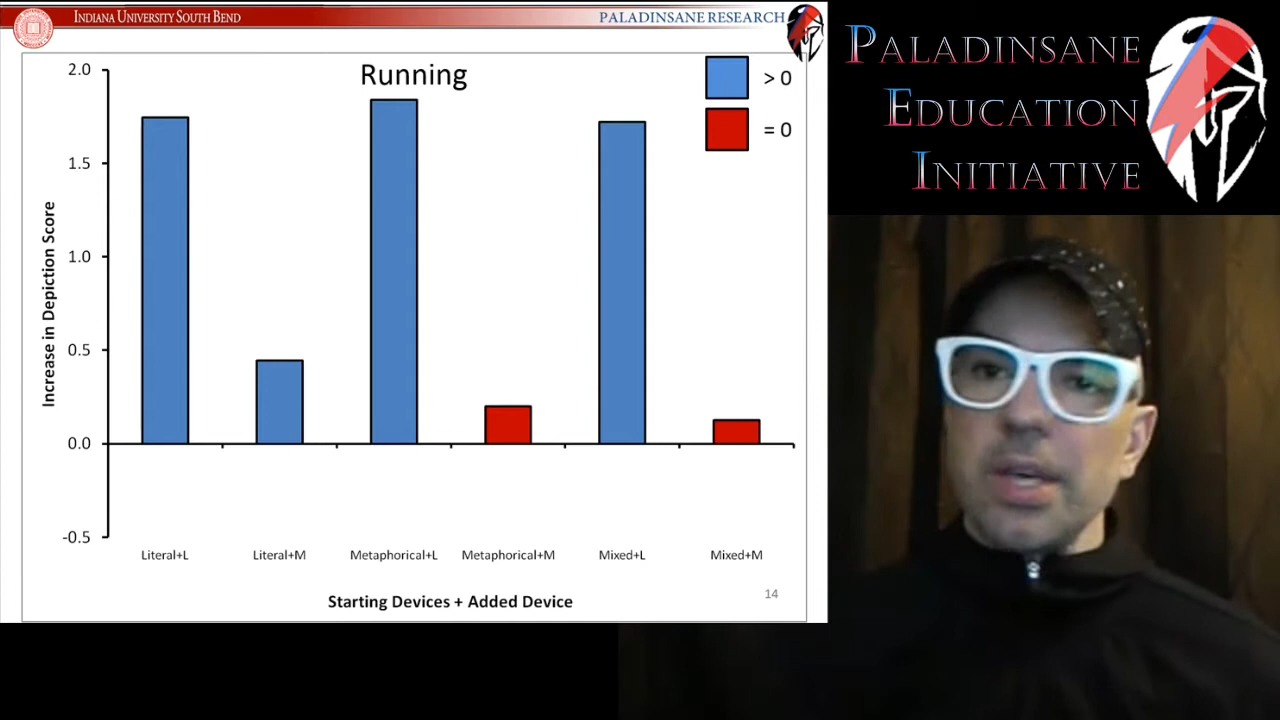 INDIANA UNIVERSITY SOUTH BEND
PALADINSANE RESEARCH
Running
> 0
= 0
2.0
1.5
1.0
0.5
0.0
-0.5
Increase in Depiction Score
Literal+L
Literal+M
Metaphorical+L
Metaphorical+M
Mixed+L
Mixed+M
Starting Devices + Added Device
14
PALADINSANE
EDUCATION
INITIATIVE